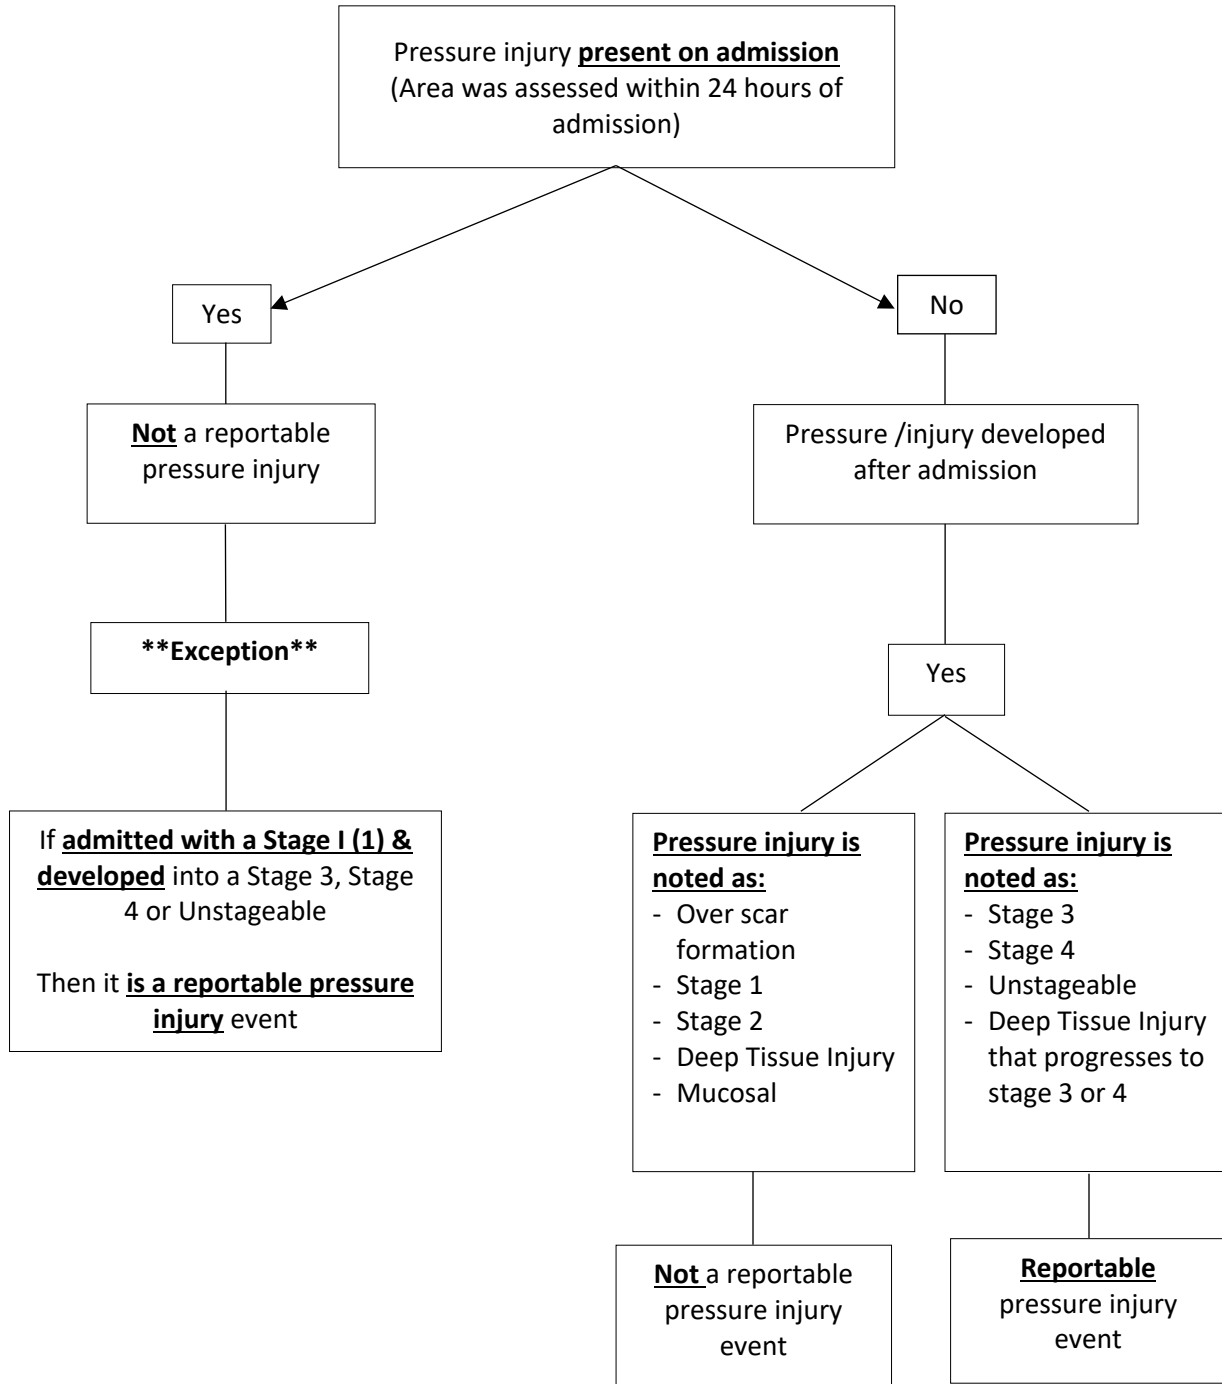 Pressure injury present on admission
(Area was assessed within 24 hours of
admission)
Yes
No
Not a reportable
pressure injury
Pressure /injury developed
after admission
**Exception**
Yes
If admitted with a Stage I (1) &
developed into a Stage 3, Stage
4 or Unstageable
Then it is a reportable pressure
injury event
Pressure injury is
noted as:
- Over scar
formation
- Stage 1
- Stage 2
- Deep Tissue Injury
- Mucosal
Pressure injury is
noted as:
- Stage 3
- Stage 4
- Unstageable
- Deep Tissue Injury
that progresses to
stage 3 or 4
Not a reportable
pressure injury
event
Reportable
pressure injury
event